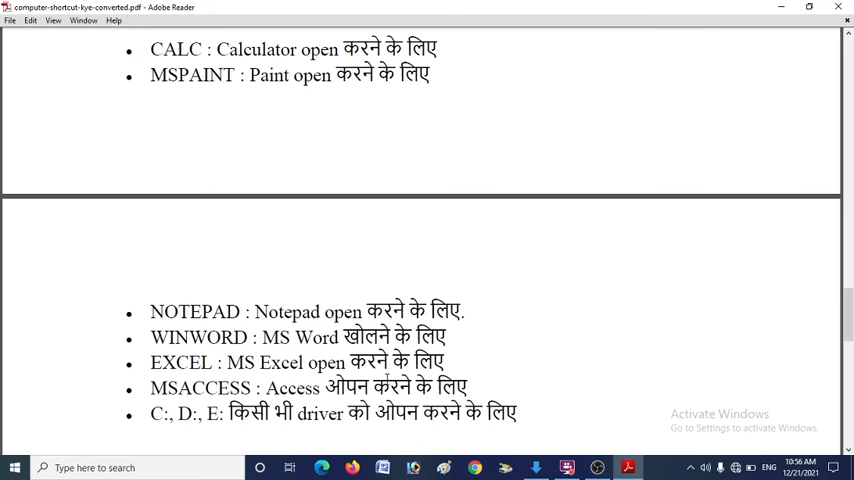 computer-shortcut-kye-converted.pdf - Adobe Reader
File Edit View Window Help
• CALC : Calculator open करने के लिए
• MSPAINT : Paint open करने के लिए
• NOTEPAD : Notepad open करने के लिए.
• WINWORD : MS Word खोलने के लिए
• EXCEL : MS Excel open करने के लिए
• MSACCESS : Access ओपन करने के लिए
• C:, D:, E: किसी भी driver को ओपन करने के लिए
Activate Windows
Go to Settings to activate Windows.
Type here to search
ENG
10:56 AM
12/21/2021